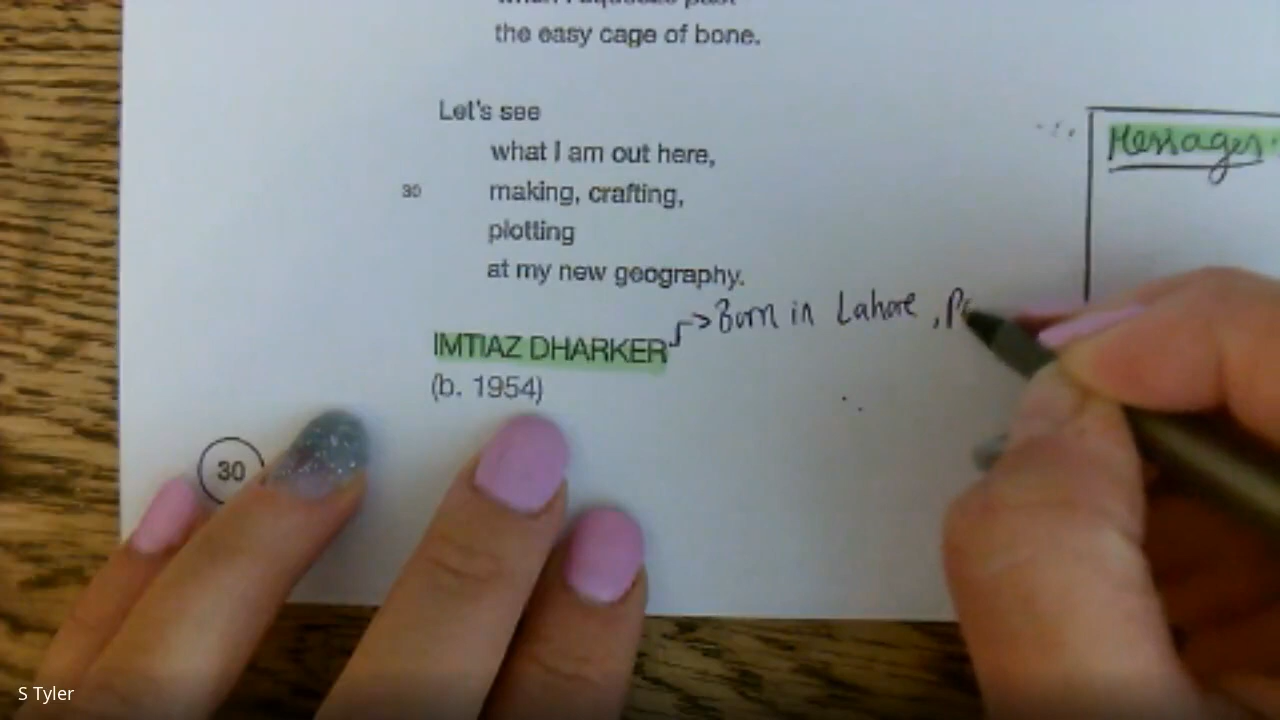 the easy cage of bone.
Let's see
what I am out here,
30 making, crafting,
plotting
at my new geography.
IMTIAZ DHARKER
(b. 1954)
Born in Lahore, P
Messages
30
S Tyler